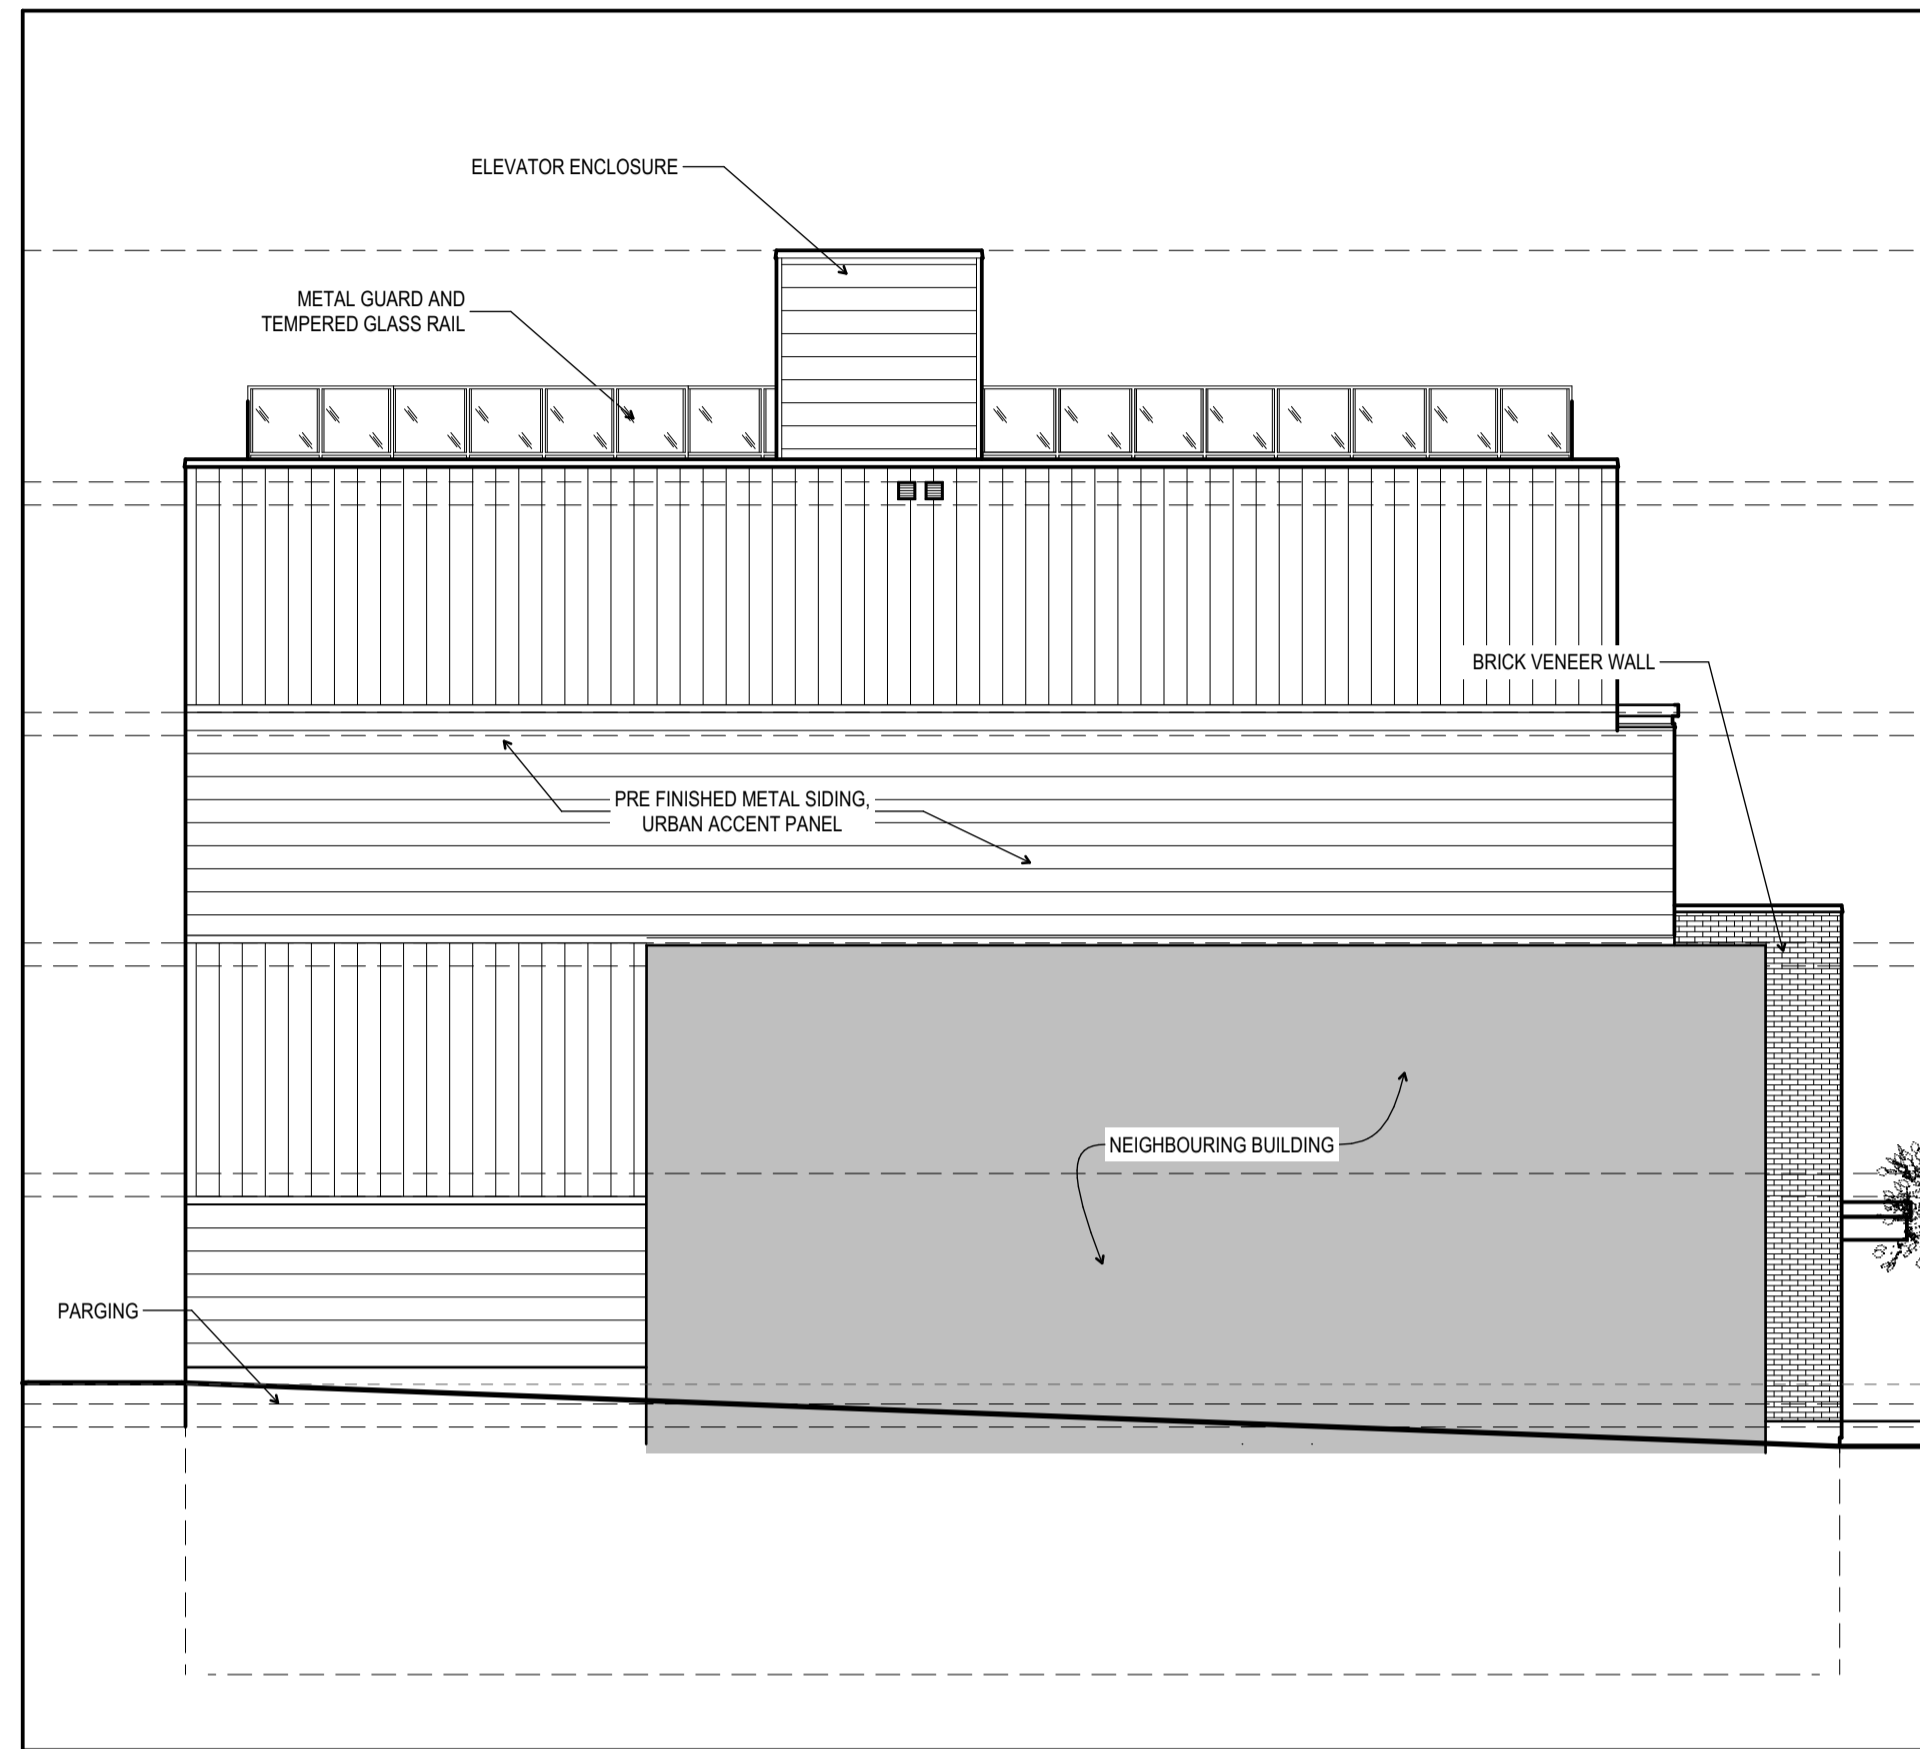 ELEVATOR ENCLOSURE
METAL GUARD AND
TEMPERED GLASS RAIL
BRICK VENEER WALL
PRE FINISHED METAL SIDING,
URBAN ACCENT PANEL
NEIGHBOURING BUILDING
PARGING